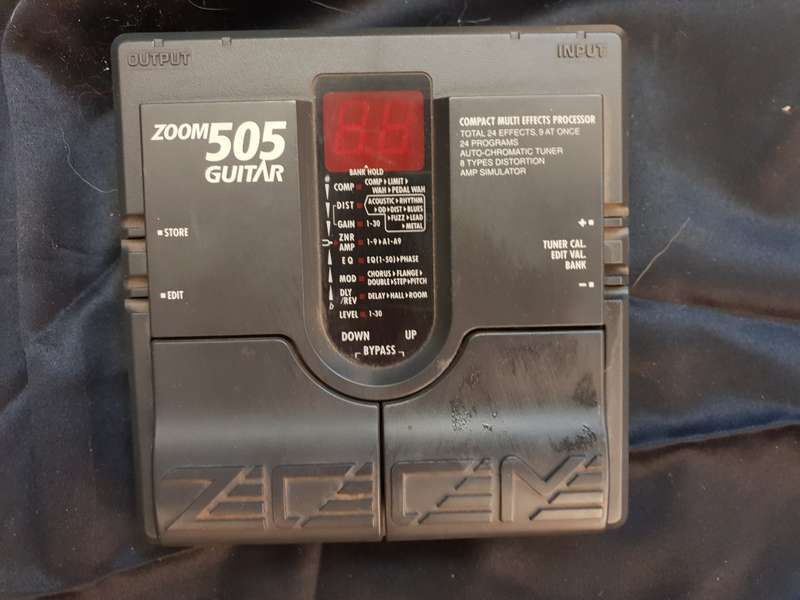 OUTPUT
INPUT
ZOOM 505
GUITAR
COMPACT MULTI EFFECTS PROCESSOR
· TOTAL 24 EFFECTS, 9 AT ONCE
· 24 PROGRAMS
· AUTO-CHROMATIC TUNER
· 8 TYPES DISTORTION
· AMP SIMULATOR
BANK HOLD
COMP COMP▸LIMIT▸
WAH▸PEDAL WAH
DIST ACOUSTIC▸RHYTHM
▸OD▸DIST▸BLUES
▸FUZZ▸LEAD
▸METAL
GAIN 1-30
ZNR
AMP 1-9▸A1-A9
EQ EQ(1-50)▸PHASE
MOD CHORUS▸FLANGE▸
DOUBLE▸STEP▸PITCH
DLY
/REV DELAY▸HALL▸ROOM
LEVEL 1-30
STORE
EDIT
+
TUNER CAL.
EDIT VAL.
BANK
−
DOWN UP
BYPASS
ZOOM